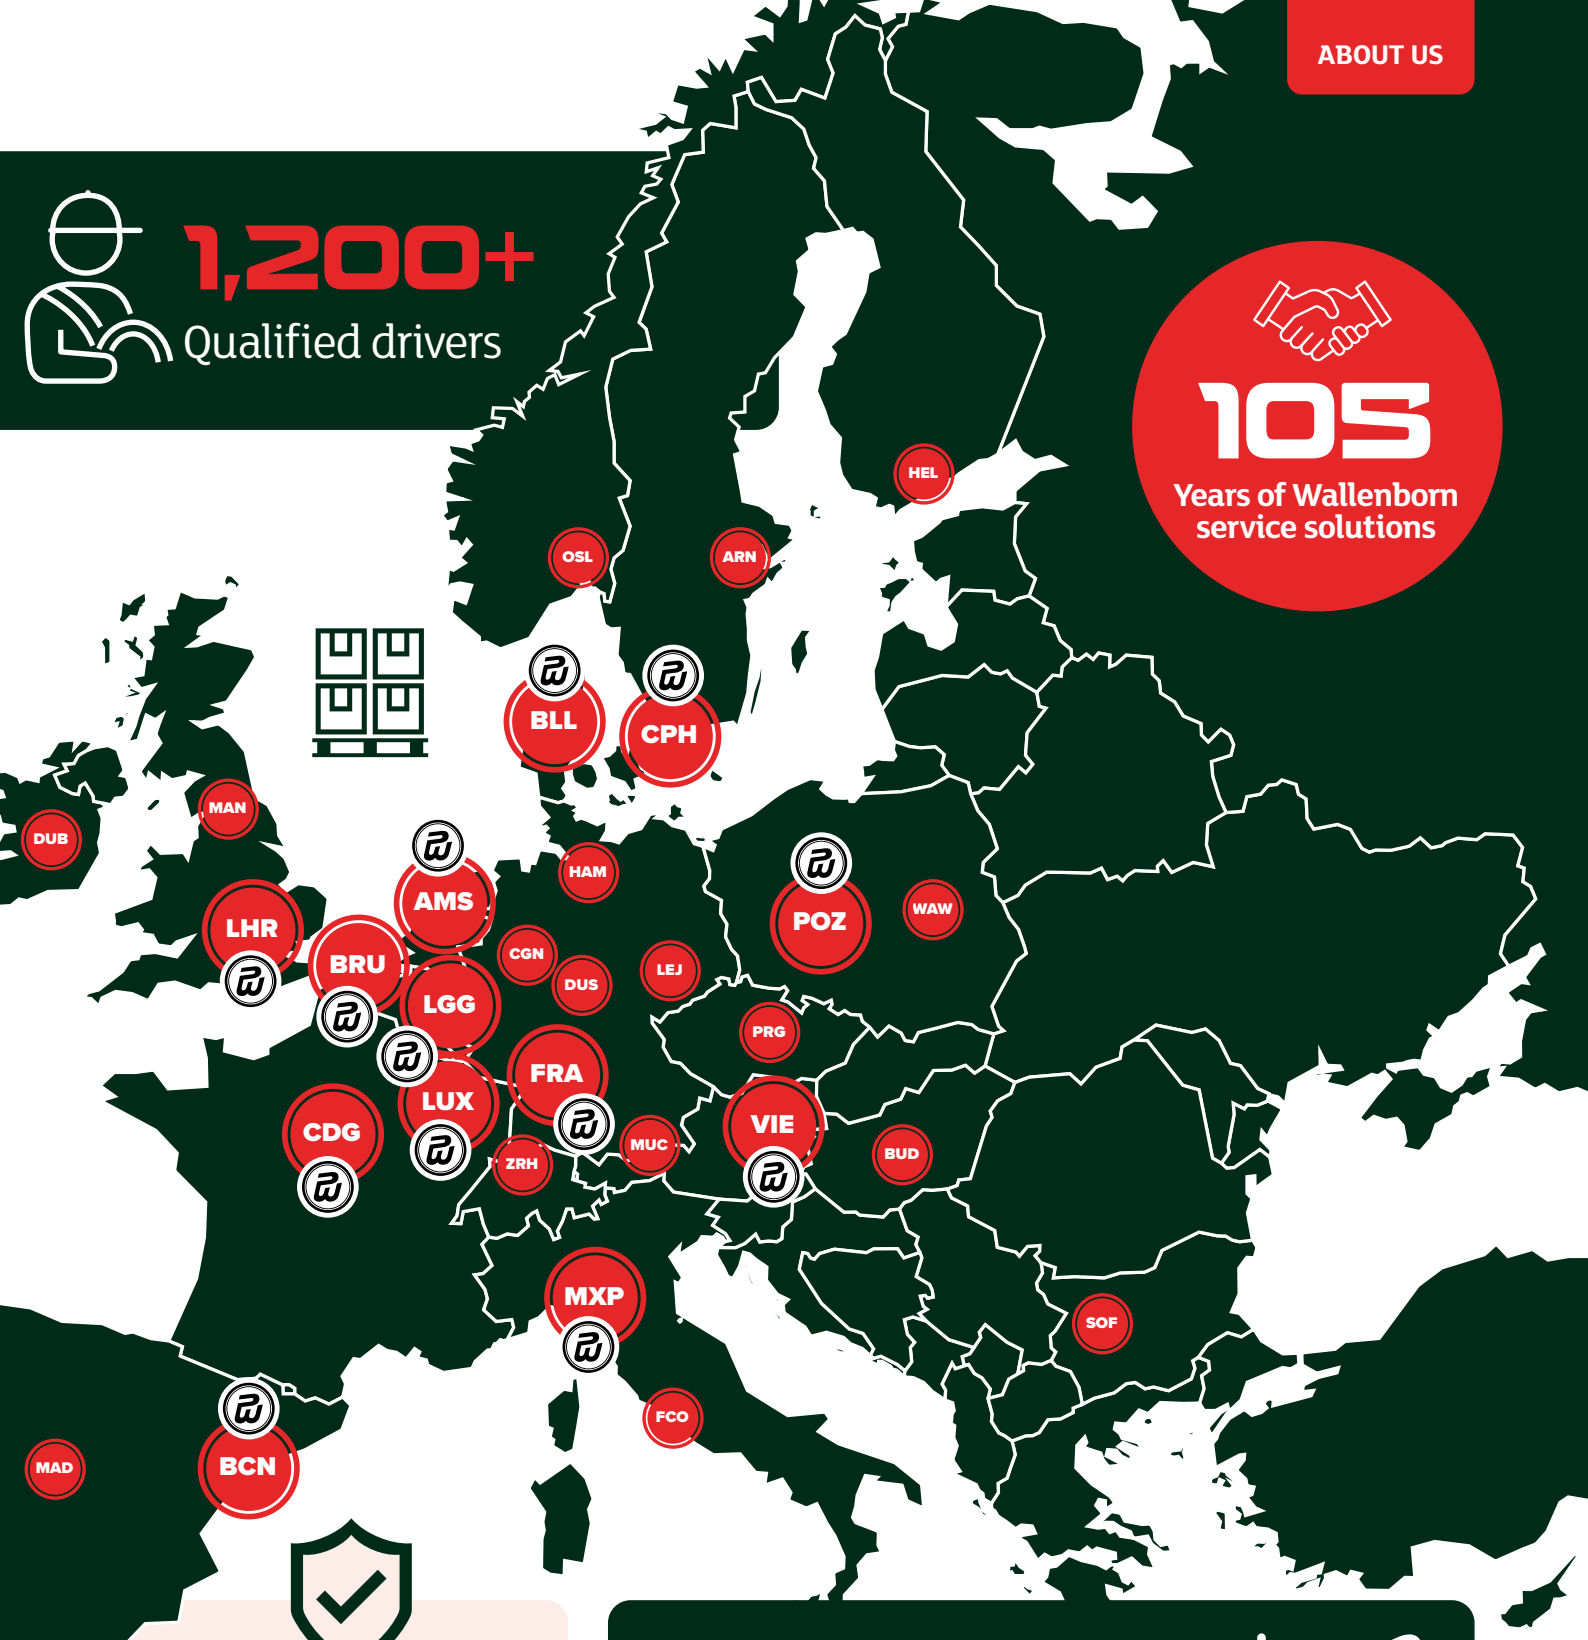 ABOUT US
1,200+
Qualified drivers
105
Years of Wallenborn
service solutions
HEL
OSL
ARN
BLL
CPH
MAN
DUB
HAM
AMS
POZ
WAW
LHR
BRU
CGN
LEJ
DUS
LGG
PRG
FRA
LUX
VIE
CDG
MUC
BUD
ZRH
MXP
SOF
FCO
BCN
MAD